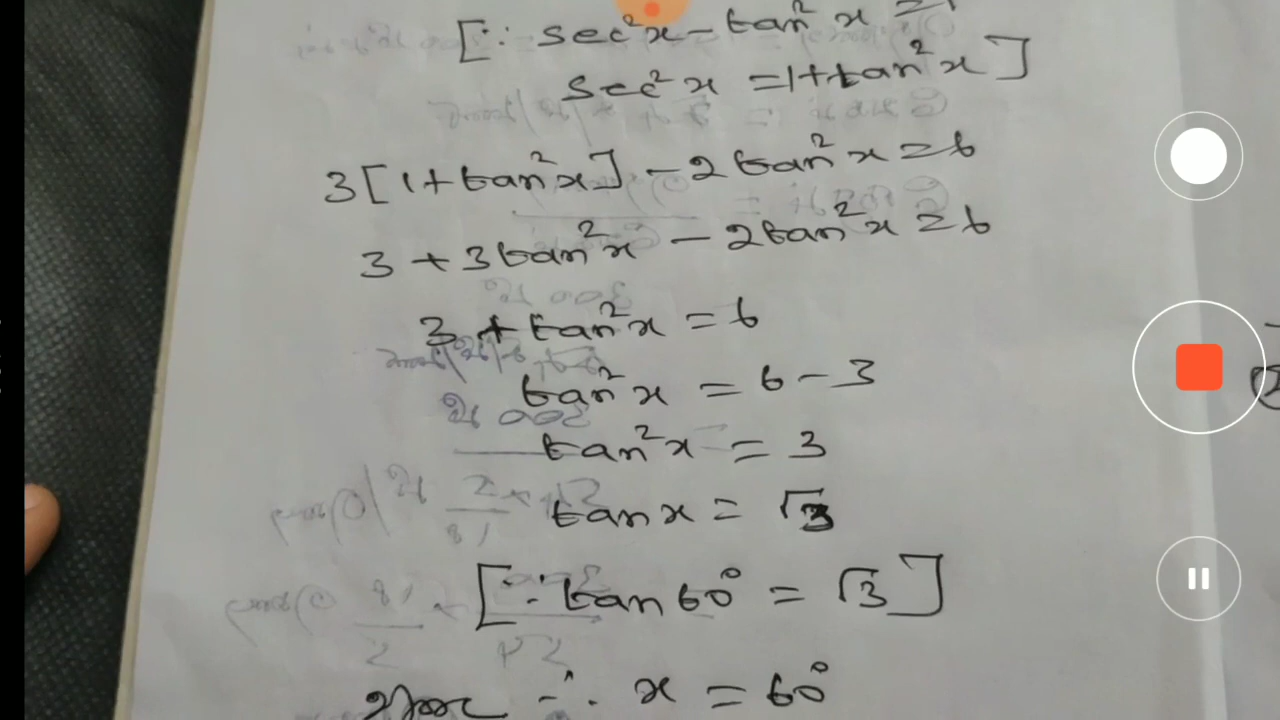 [∵ sec²x - tan²x = 1
sec²x = 1 + tan²x]
3[1 + tan²x] - 2tan²x = 6
3 + 3tan²x - 2tan²x = 6
3 + tan²x = 6
tan²x = 6 - 3
tan²x = 3
tan x = √3
[∵ tan 60° = √3]
∴ x = 60°